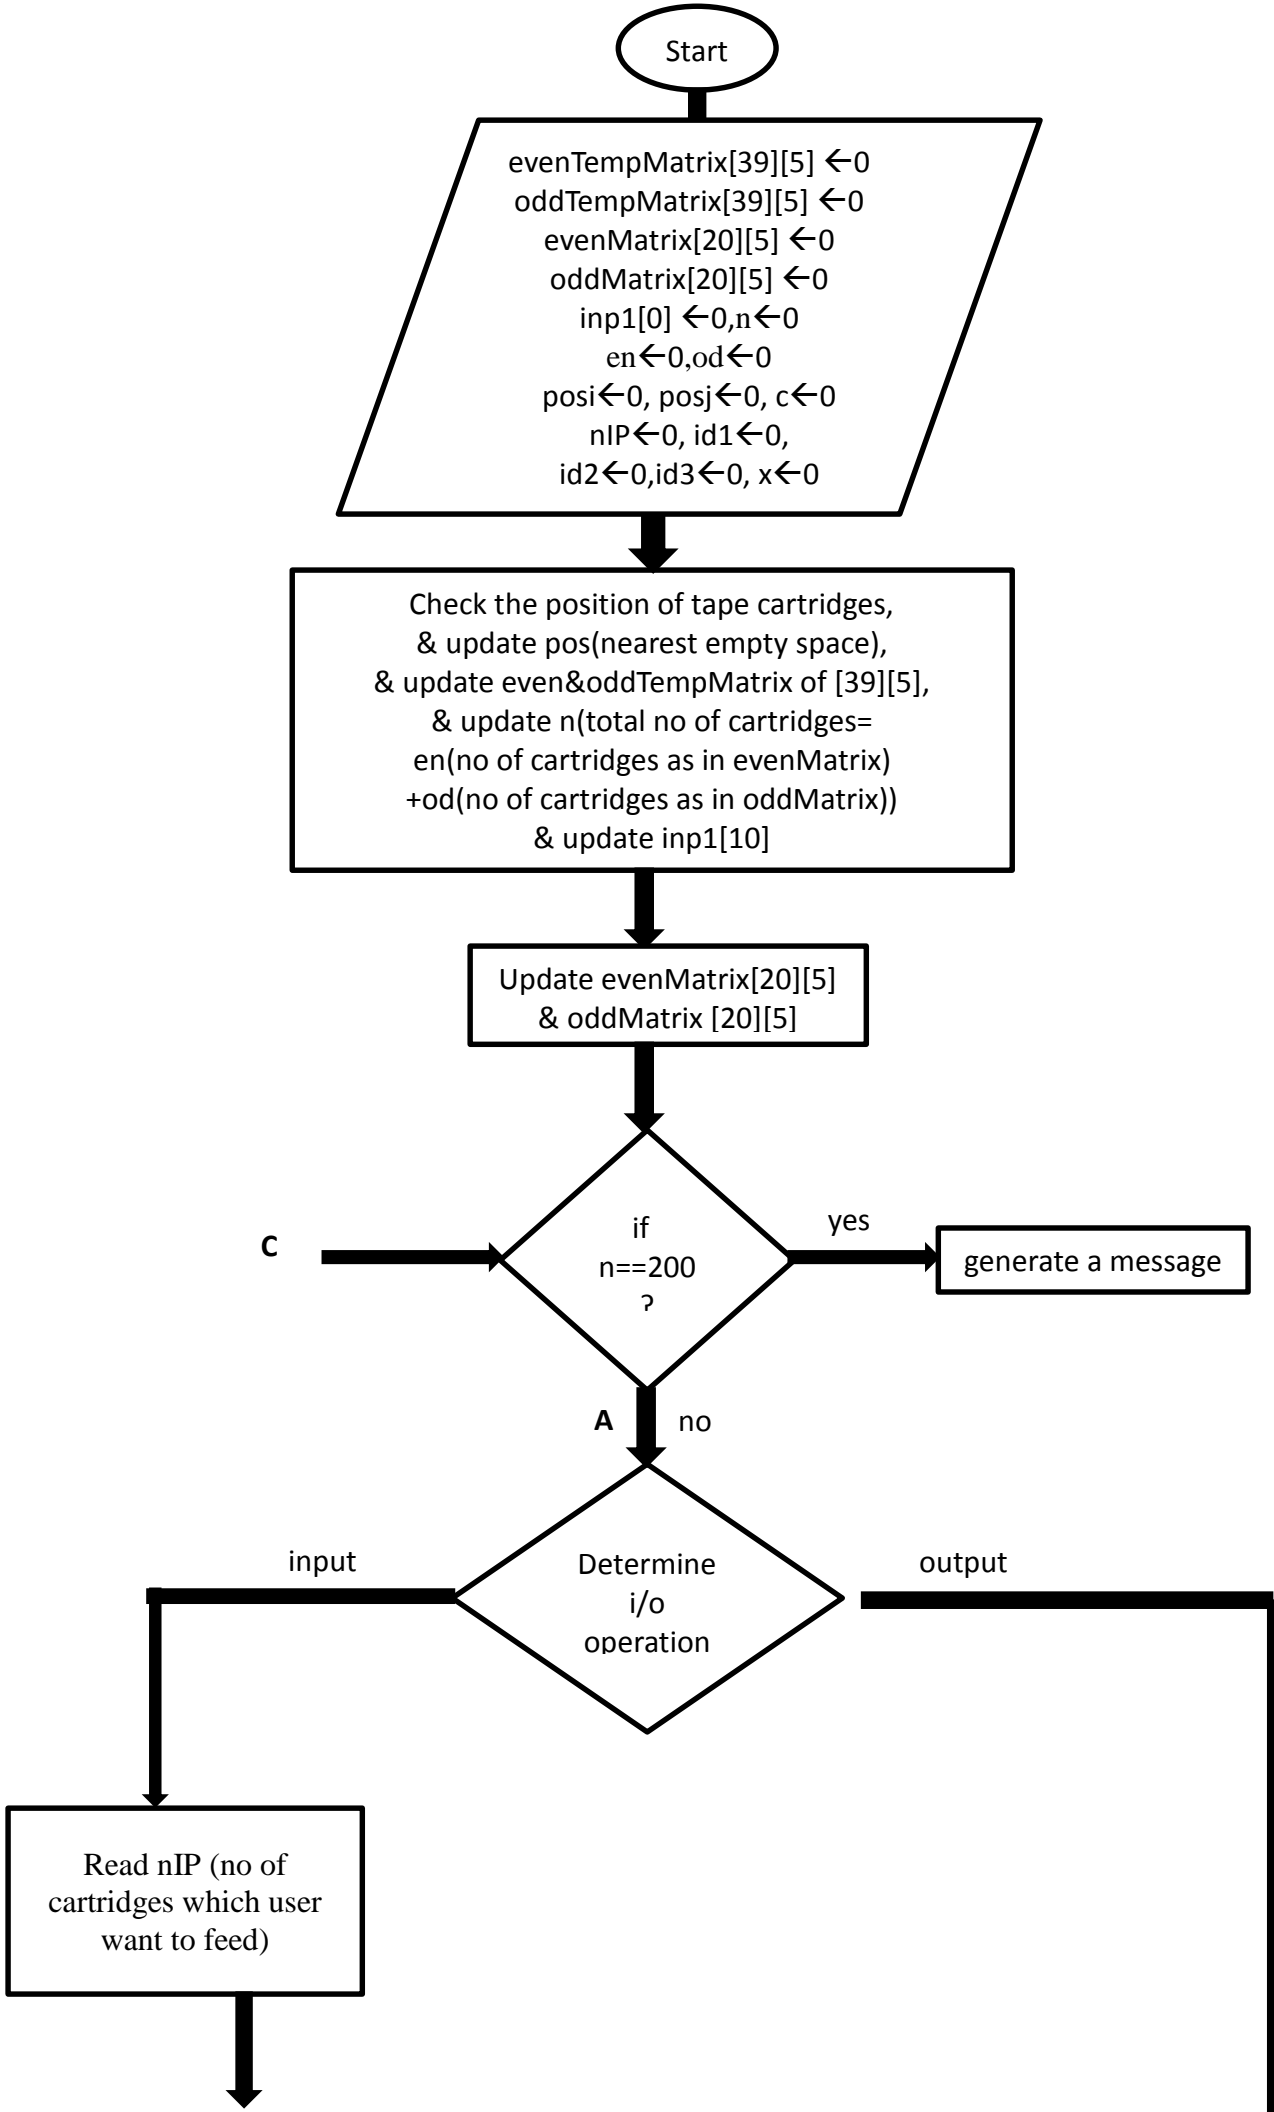 Start
evenTempMatrix[39][5] ←0
oddTempMatrix[39][5] ←0
evenMatrix[20][5] ←0
oddMatrix[20][5] ←0
inp1[0] ←0,n←0
en←0,od←0
posi←0, posj←0, c←0
nIP←0, id1←0,
id2←0,id3←0, x←0
Check the position of tape cartridges,
& update pos(nearest empty space),
& update even&oddTempMatrix of [39][5],
& update n(total no of cartridges=
en(no of cartridges as in evenMatrix)
+od(no of cartridges as in oddMatrix))
& update inp1[10]
Update evenMatrix[20][5]
& oddMatrix [20][5]
C
if
n==200
?
yes
generate a message
A
no
input
Determine
i/o
operation
output
Read nIP (no of
cartridges which user
want to feed)